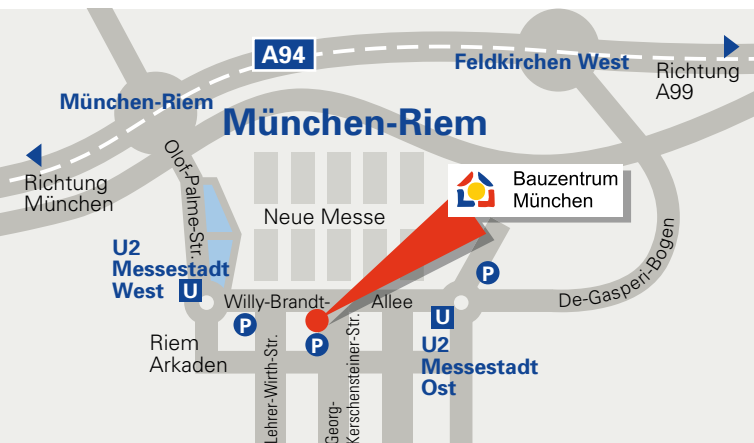 A94
Feldkirchen West
Richtung
A99
München-Riem
München-Riem
Olof-Palme-Str.
Richtung
München
Bauzentrum
München
Neue Messe
U2
Messestadt
West
U
P
De-Gasperi-Bogen
Willy-Brandt-
Allee
P
P
U
Riem
Arkaden
U2
Messestadt
Ost
Lehrer-Wirth-Str.
Georg-
Kerschensteiner-Str.